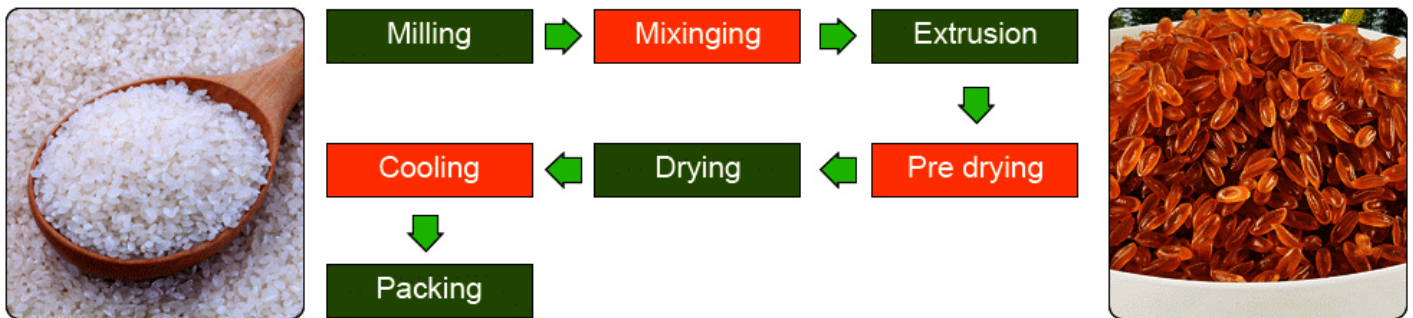 Milling
Mixinging
Extrusion
Pre drying
Drying
Cooling
Packing